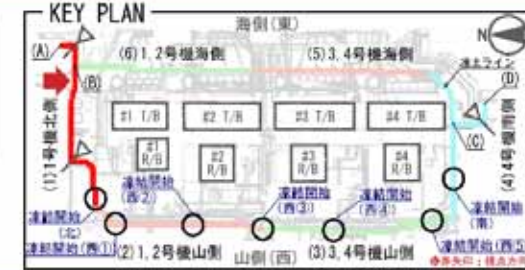 KEY PLAN
海側(東)
N
(A)
(6)1,2号機海側
(5)3,4号機海側
凍土ライン
(D)
(B)
(1)1号機北側
#1 T/B
#2 T/B
#3 T/B
#4 T/B
(C)
(4)4号機南側
#1
R/B
#2
R/B
#3
R/B
#4
R/B
凍結開始
(西②)
凍結開始
(西③)
凍結開始
(西④)
凍結開始
(北)
凍結開始
(南)
凍結開始(西①)
(2)1,2号機山側
山側(西)
(3)3,4号機山側
凍結開始(西⑤)